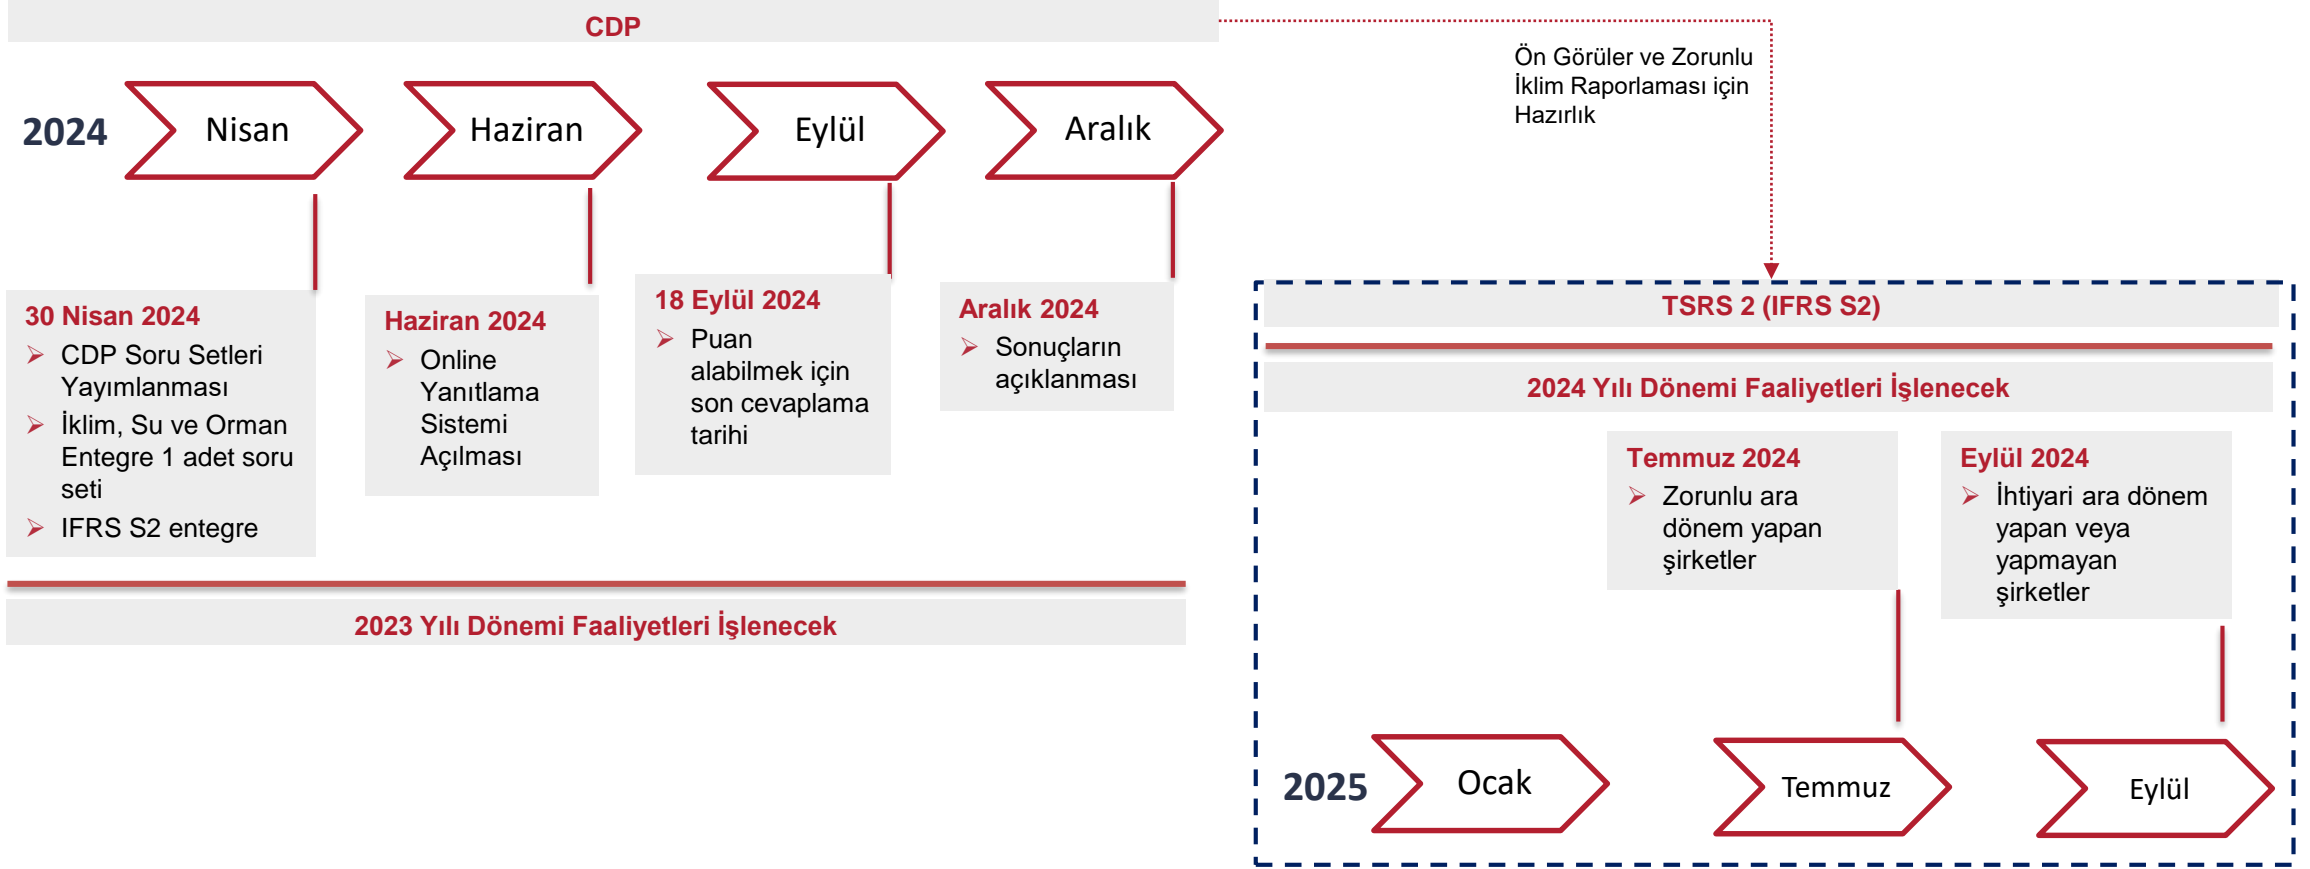 CDP
Ön Görüler ve Zorunlu
İklim Raporlaması için
Hazırlık
2024
Nisan
Haziran
Eylül
Aralık
30 Nisan 2024
CDP Soru Setleri
Yayımlanması
İklim, Su ve Orman
Entegre 1 adet soru
seti
IFRS S2 entegre
Haziran 2024
Online
Yanıtlama
Sistemi
Açılması
18 Eylül 2024
Puan
alabilmek için
son cevaplama
tarihi
Aralık 2024
Sonuçların
açıklanması
2023 Yılı Dönemi Faaliyetleri İşlenecek
TSRS 2 (IFRS S2)
2024 Yılı Dönemi Faaliyetleri İşlenecek
Temmuz 2024
Zorunlu ara
dönem yapan
şirketler
Eylül 2024
İhtiyari ara dönem
yapan veya
yapmayan
şirketler
2025
Ocak
Temmuz
Eylül